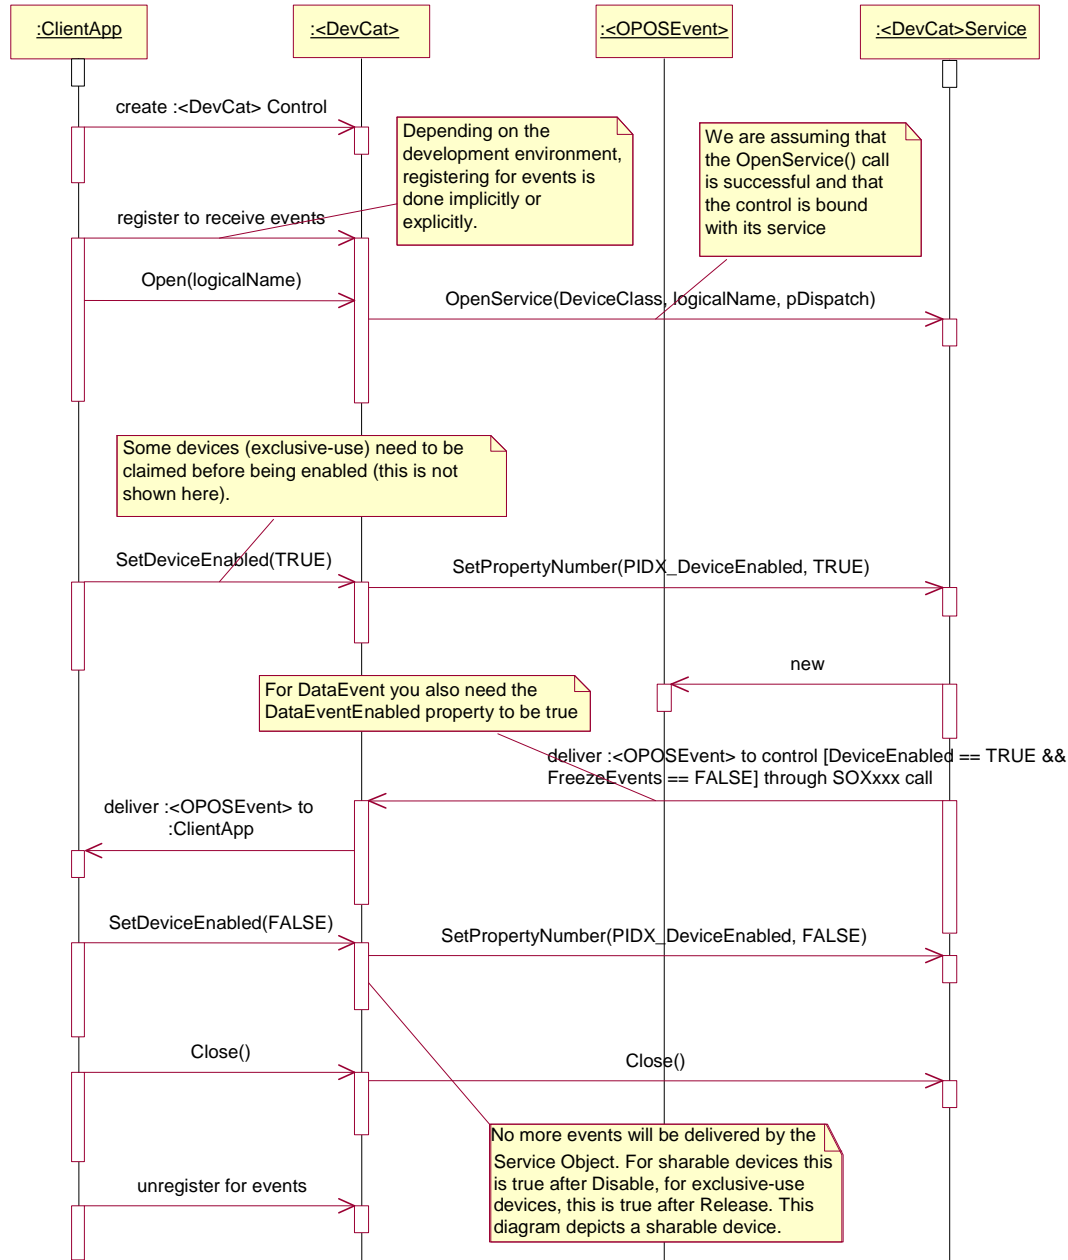 :ClientApp
:<DevCat>
:<OPOSEvent>
:<DevCat>Service
create :<DevCat> Control
Depending on the
development environment,
registering for events is
done implicitly or
explicitly.
We are assuming that
the OpenService() call
is successful and that
the control is bound
with its service
register to receive events
Open(logicalName)
OpenService(DeviceClass, logicalName, pDispatch)
Some devices (exclusive-use) need to be
claimed before being enabled (this is not
shown here).
SetDeviceEnabled(TRUE)
SetPropertyNumber(PIDX_DeviceEnabled, TRUE)
new
For DataEvent you also need the
DataEventEnabled property to be true
deliver :<OPOSEvent> to control [DeviceEnabled == TRUE &&
FreezeEvents == FALSE] through SOXxxx call
deliver :<OPOSEvent> to
:ClientApp
SetDeviceEnabled(FALSE)
SetPropertyNumber(PIDX_DeviceEnabled, FALSE)
Close()
Close()
No more events will be delivered by the
Service Object. For sharable devices this
is true after Disable, for exclusive-use
devices, this is true after Release. This
diagram depicts a sharable device.
unregister for events